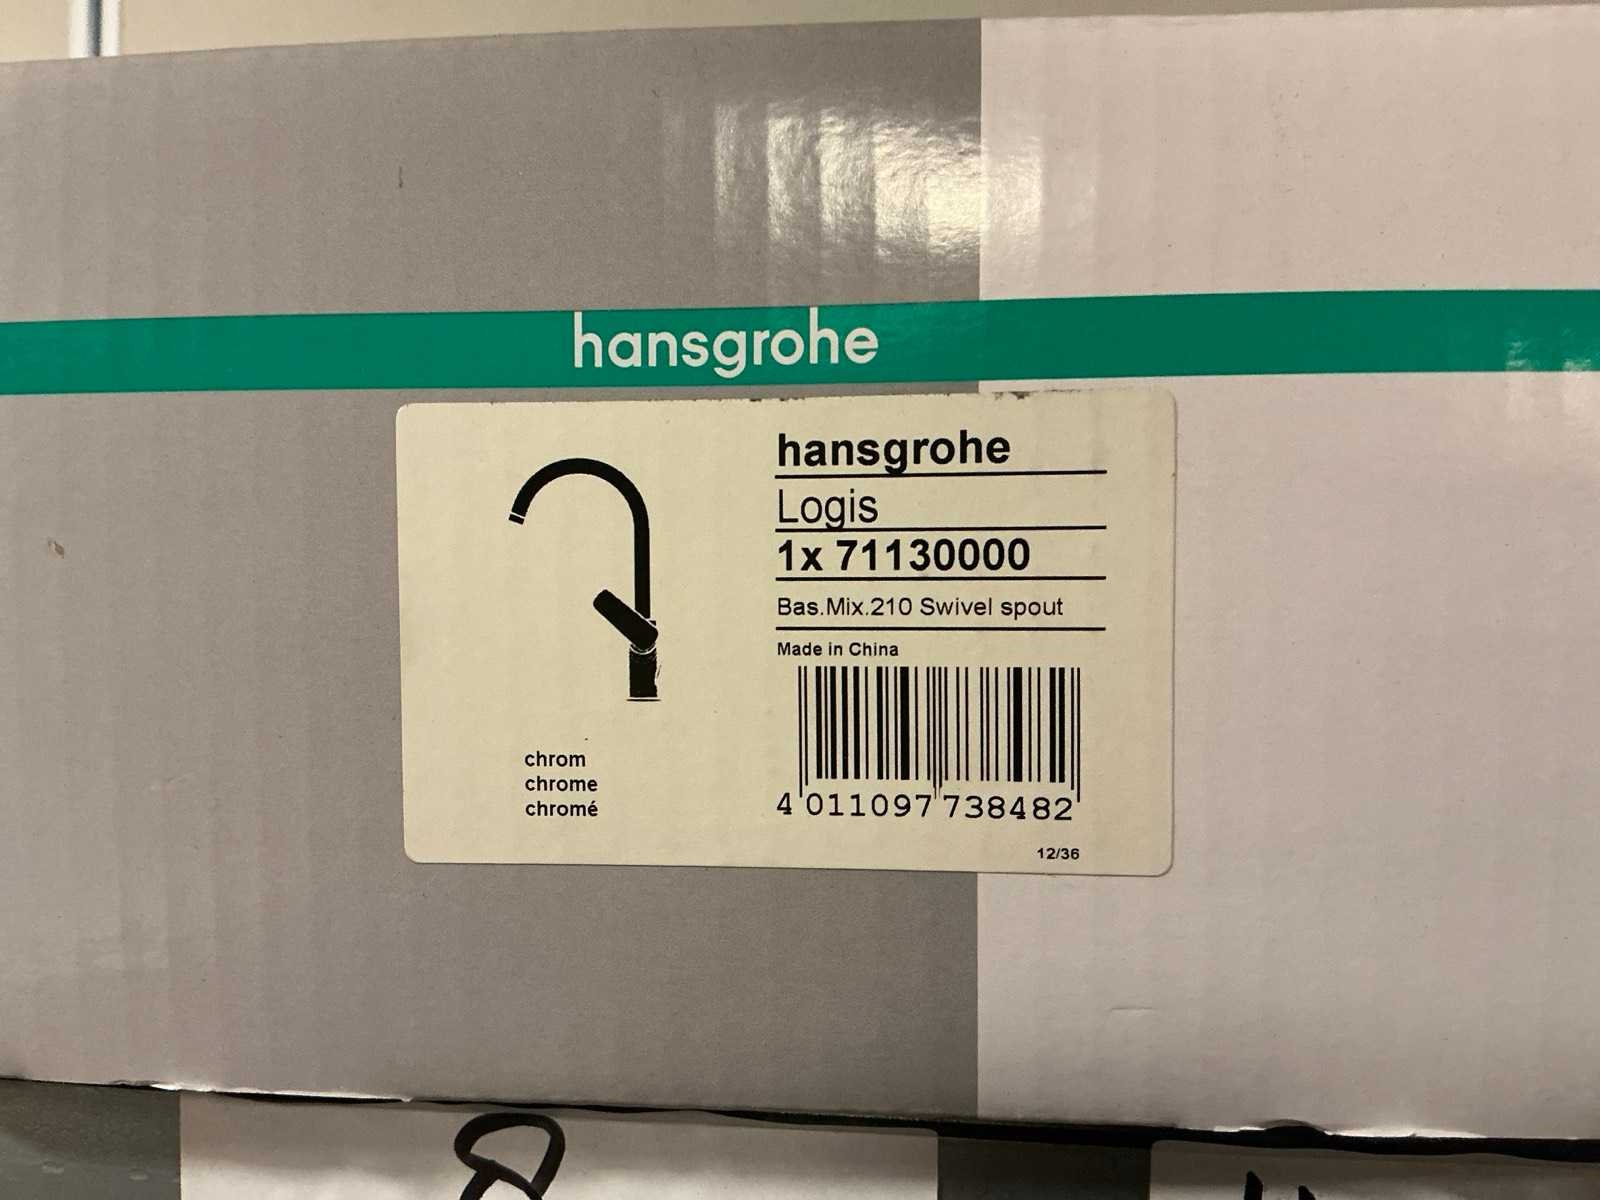 hansgrohe
hansgrohe
Logis
1x 71130000
Bas.Mix.210 Swivel spout
Made in China
chrom
chrome
chromé
4 011097 738482
12/36